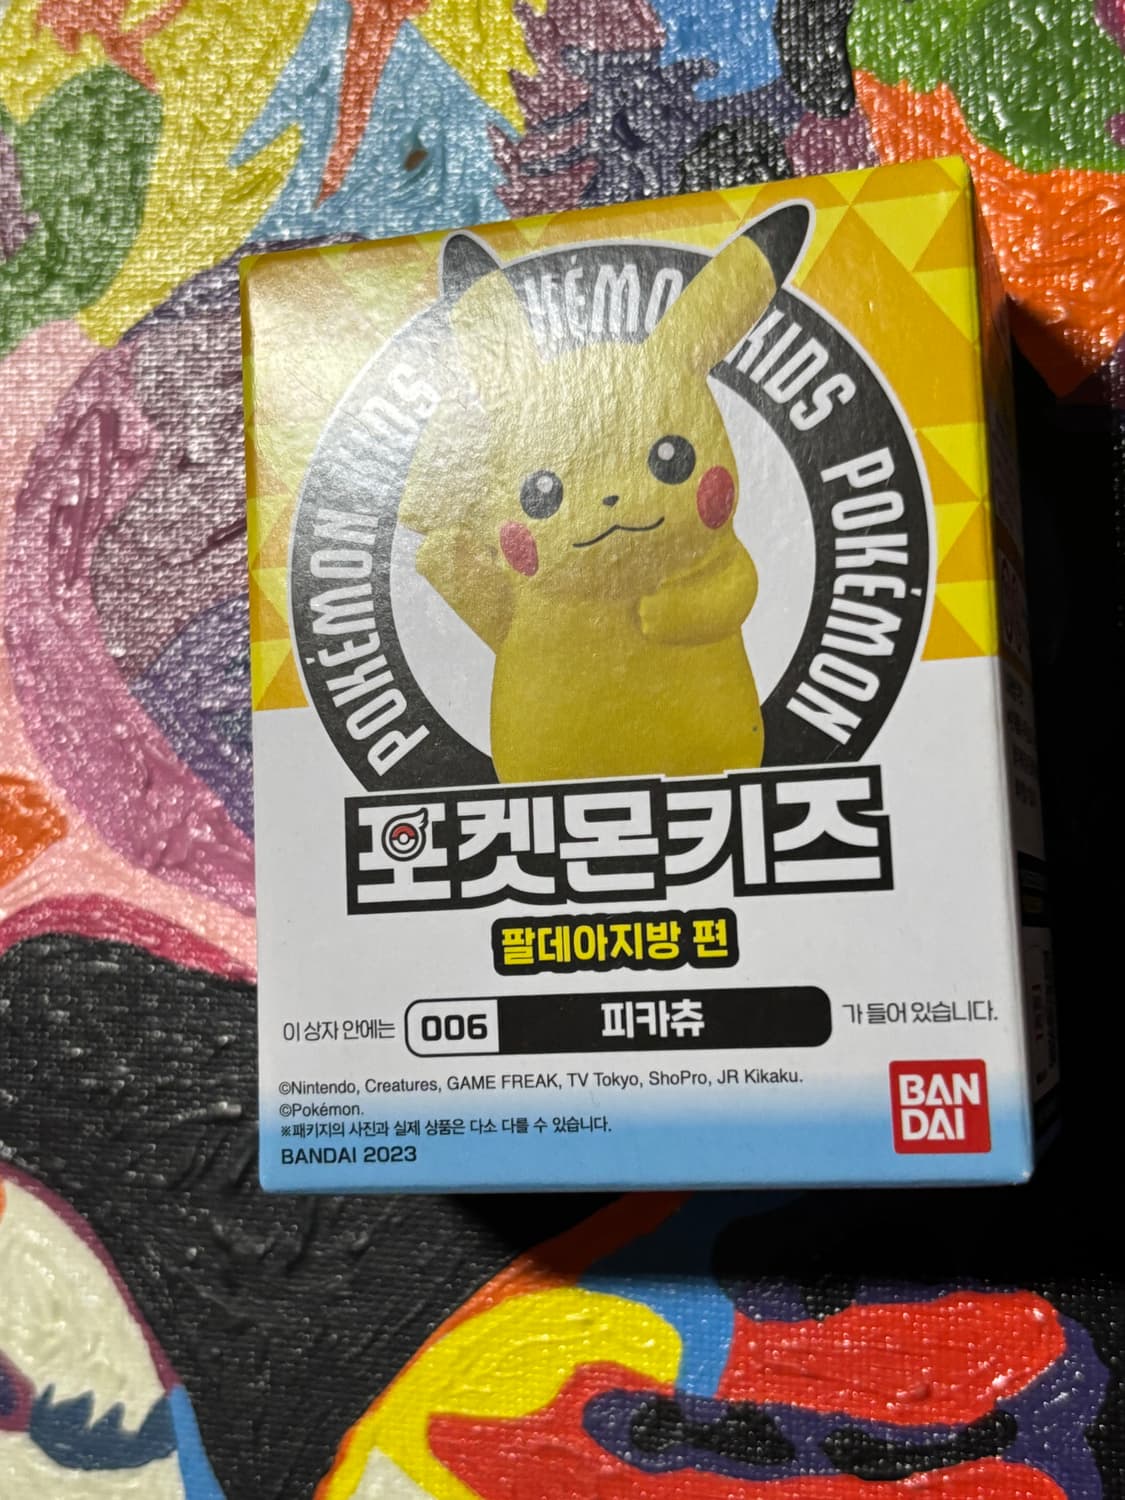 POKÉMON KIDS POKÉMON KIDS POKÉMON
포켓몬키즈
팔데아지방 편
이 상자 안에는 006 피카츄 가 들어 있습니다.
©Nintendo, Creatures, GAME FREAK, TV Tokyo, ShoPro, JR Kikaku.
©Pokémon.
※패키지의 사진과 실제 상품은 다소 다를 수 있습니다.
BANDAI 2023
BAN
DAI